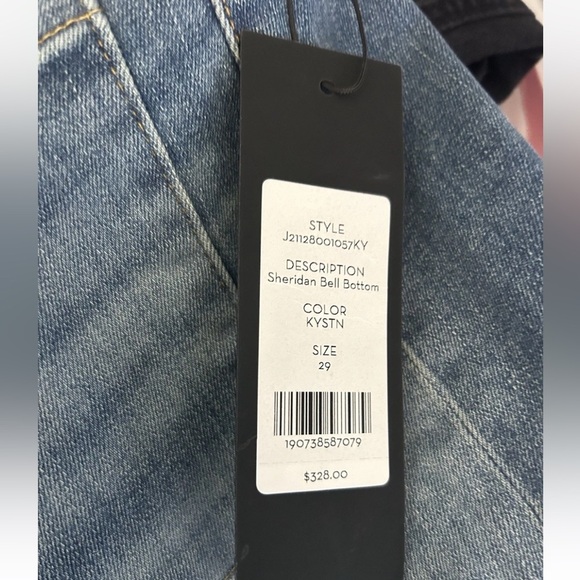 STYLE
J21128001057KY
DESCRIPTION
Sheridan Bell Bottom
COLOR
KYSTN
SIZE
29
190738587079
$328.00